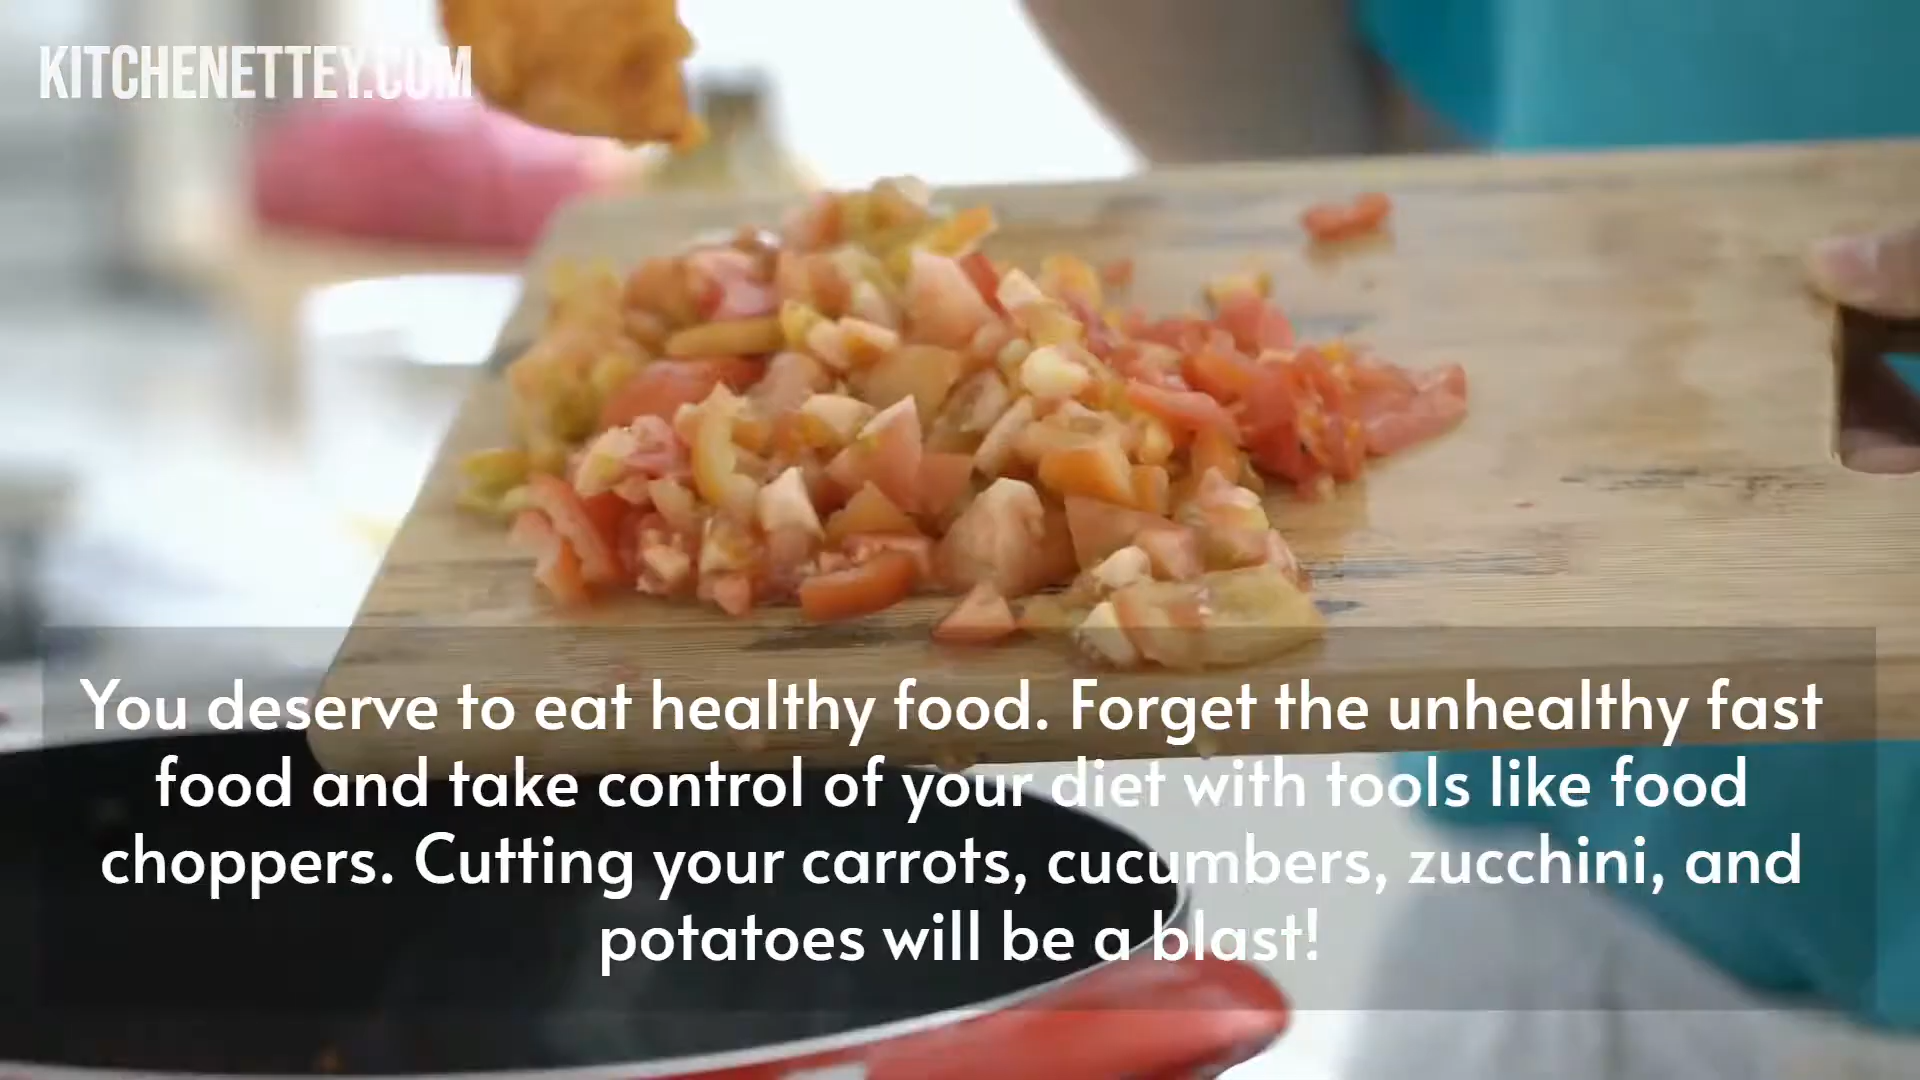 KITCHENETTEY.COM
You deserve to eat healthy food. Forget the unhealthy fast
food and take control of your diet with tools like food
choppers. Cutting your carrots, cucumbers, zucchini, and
potatoes will be a blast!